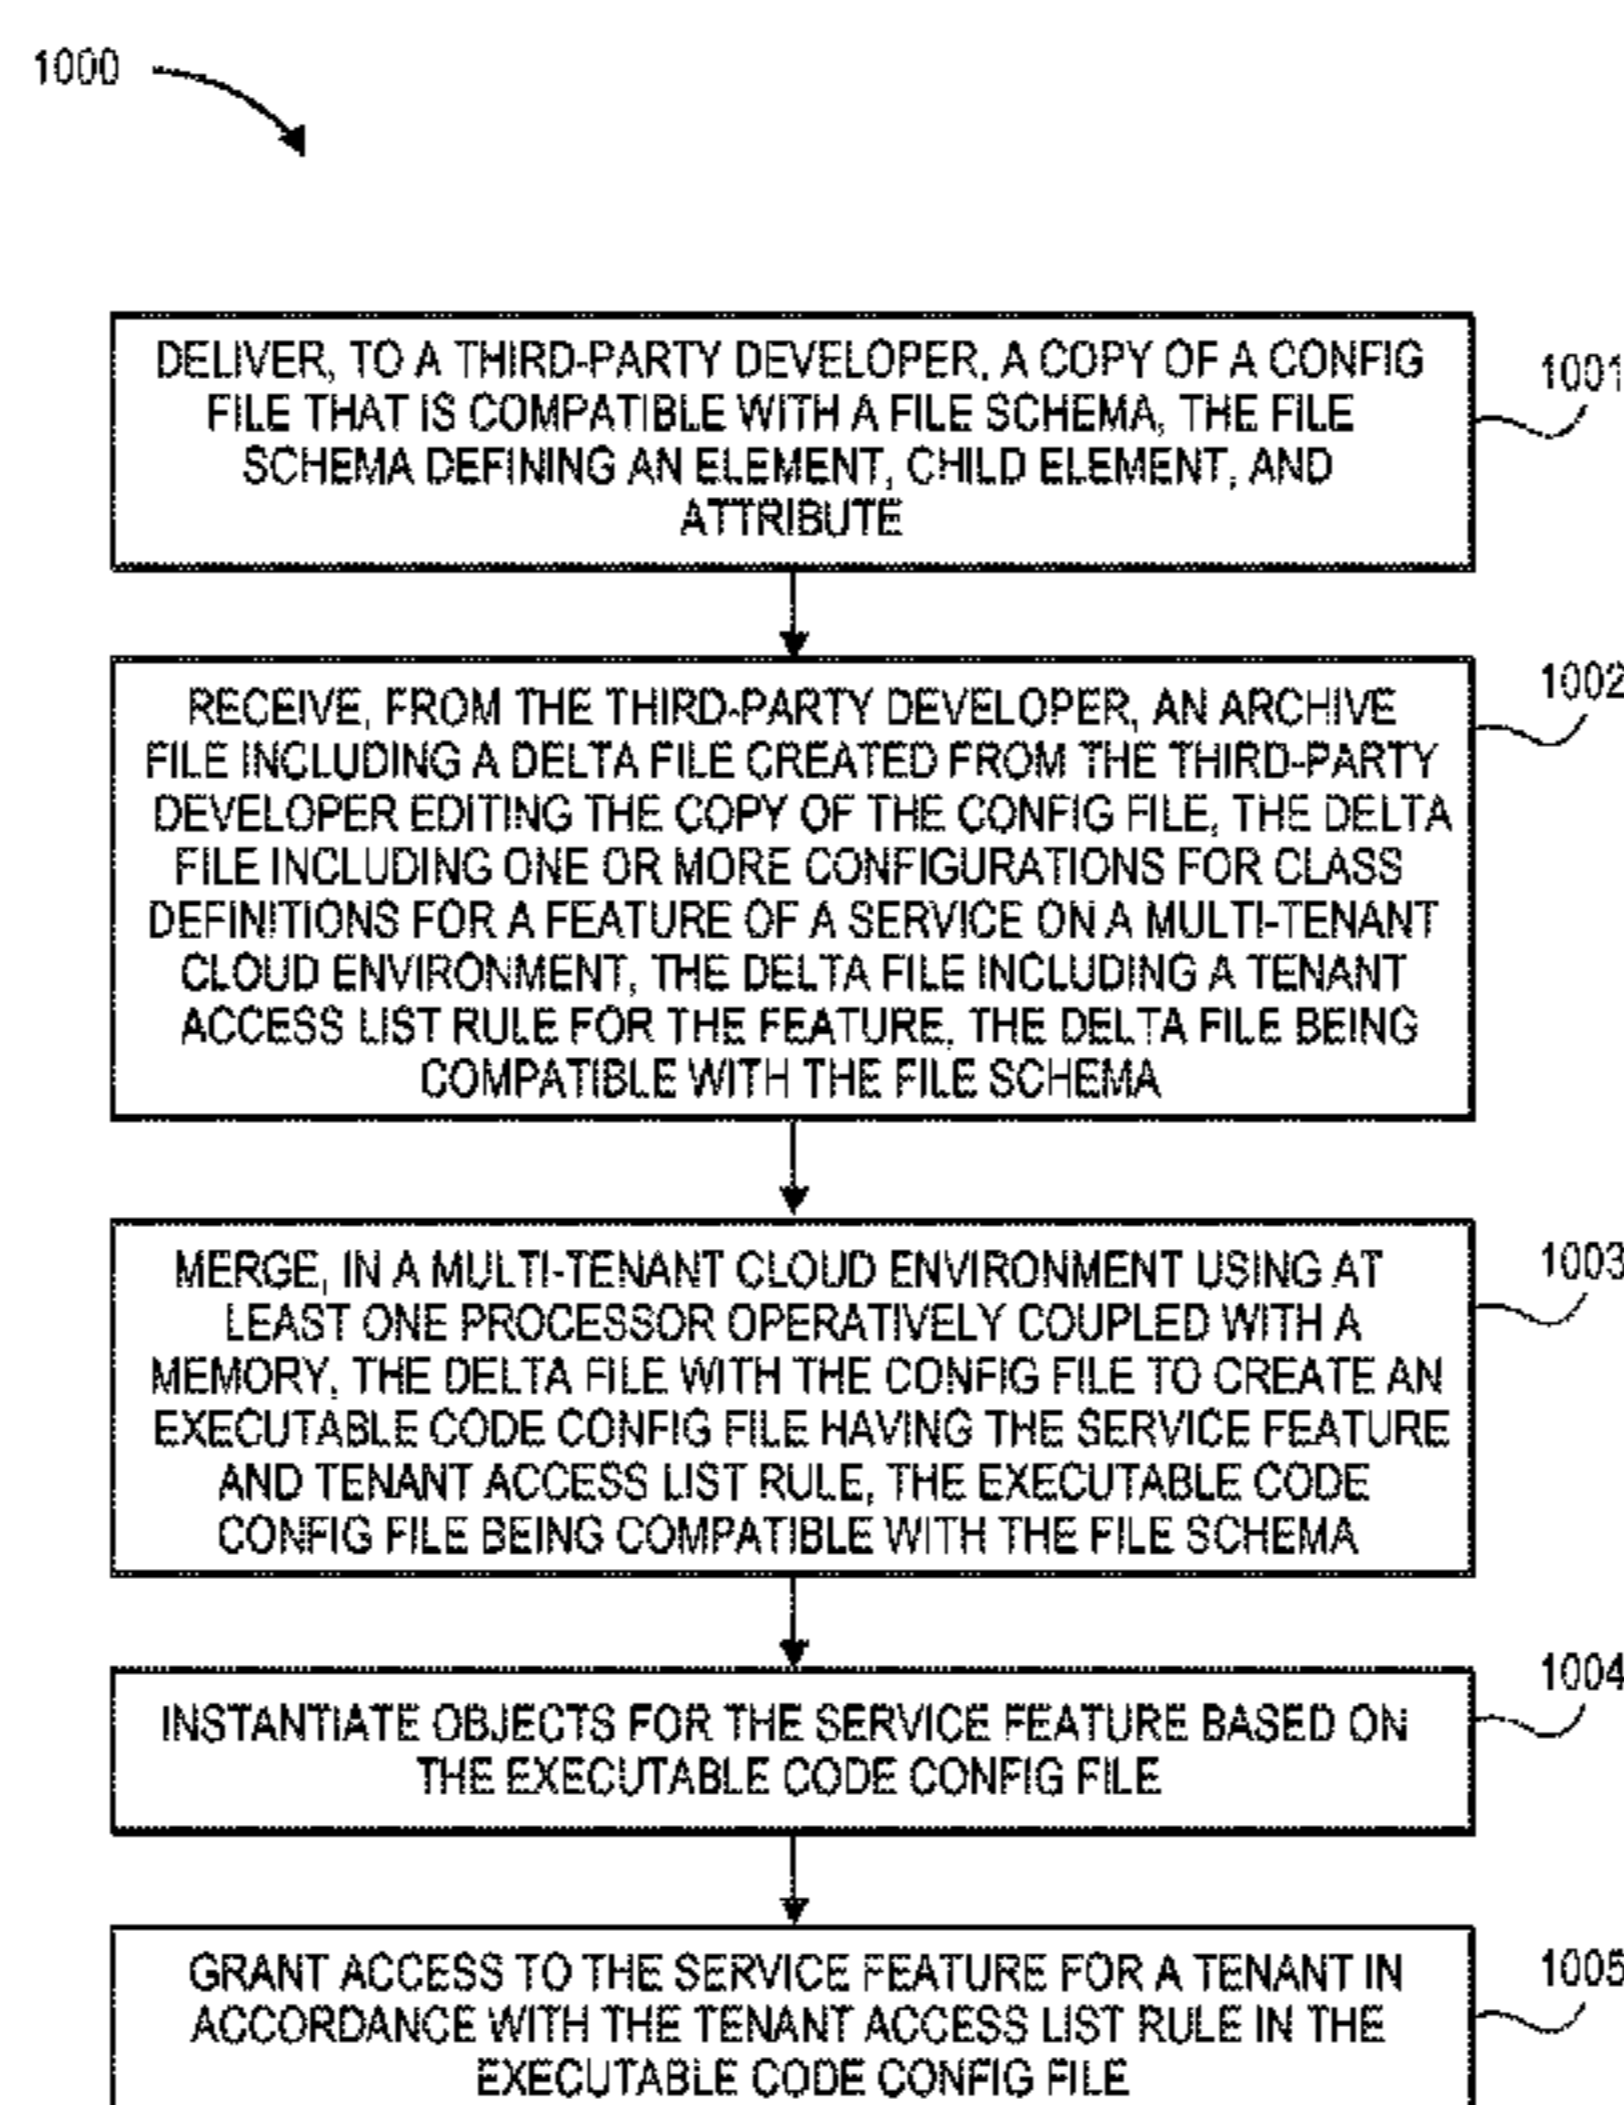 1000
DELIVER, TO A THIRD-PARTY DEVELOPER, A COPY OF A CONFIG
FILE THAT IS COMPATIBLE WITH A FILE SCHEMA, THE FILE
SCHEMA DEFINING AN ELEMENT, CHILD ELEMENT, AND
ATTRIBUTE
1001
RECEIVE, FROM THE THIRD-PARTY DEVELOPER, AN ARCHIVE
FILE INCLUDING A DELTA FILE CREATED FROM THE THIRD-PARTY
DEVELOPER EDITING THE COPY OF THE CONFIG FILE, THE DELTA
FILE INCLUDING ONE OR MORE CONFIGURATIONS FOR CLASS
DEFINITIONS FOR A FEATURE OF A SERVICE ON A MULTI-TENANT
CLOUD ENVIRONMENT, THE DELTA FILE INCLUDING A TENANT
ACCESS LIST RULE FOR THE FEATURE, THE DELTA FILE BEING
COMPATIBLE WITH THE FILE SCHEMA
1002
MERGE, IN A MULTI-TENANT CLOUD ENVIRONMENT USING AT
LEAST ONE PROCESSOR OPERATIVELY COUPLED WITH A
MEMORY, THE DELTA FILE WITH THE CONFIG FILE TO CREATE AN
EXECUTABLE CODE CONFIG FILE HAVING THE SERVICE FEATURE
AND TENANT ACCESS LIST RULE, THE EXECUTABLE CODE
CONFIG FILE BEING COMPATIBLE WITH THE FILE SCHEMA
1003
INSTANTIATE OBJECTS FOR THE SERVICE FEATURE BASED ON
THE EXECUTABLE CODE CONFIG FILE
1004
GRANT ACCESS TO THE SERVICE FEATURE FOR A TENANT IN
ACCORDANCE WITH THE TENANT ACCESS LIST RULE IN THE
EXECUTABLE CODE CONFIG FILE
1005